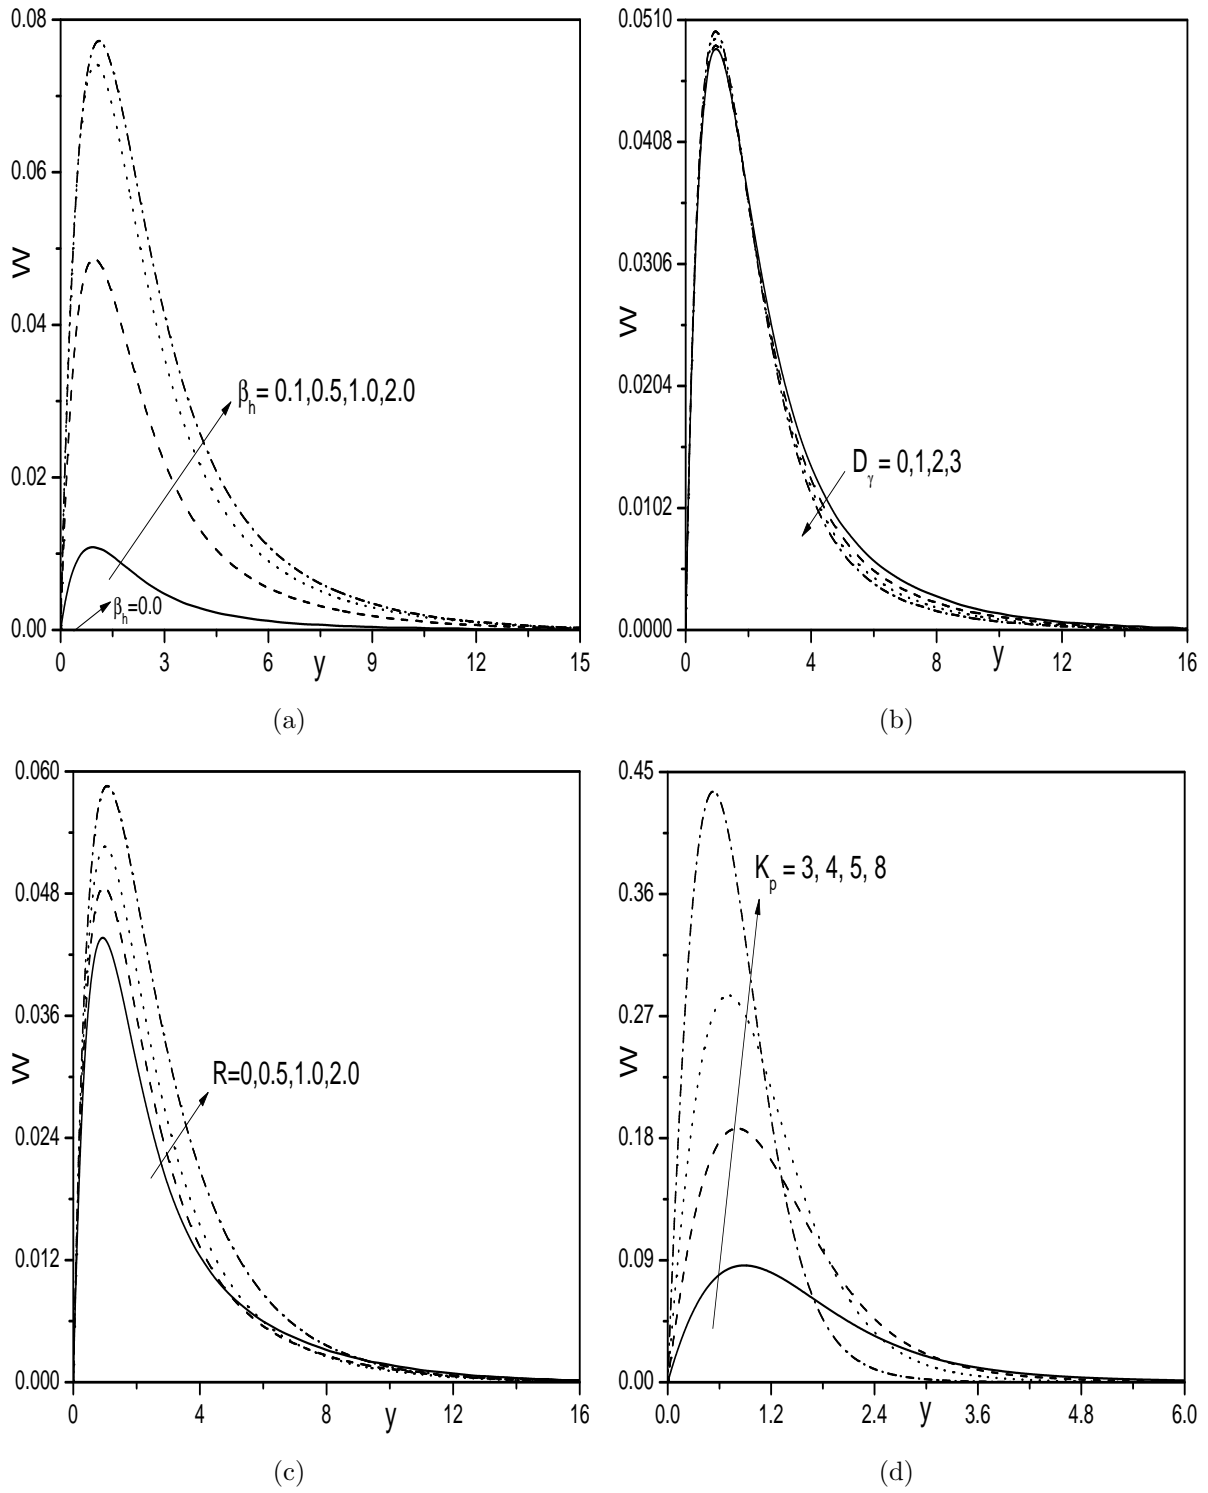 0.08
0.06
0.04
0.02
0.00
W
βh= 0.1,0.5,1.0,2.0
βh=0.0
0 3 6 9 12 15
y
(a)
0.0510
0.0408
0.0306
0.0204
0.0102
0.0000
W
Dγ = 0,1,2,3
0 4 8 12 16
y
(b)
0.060
0.048
0.036
0.024
0.012
0.000
W
R=0,0.5,1.0,2.0
0 4 8 12 16
y
(c)
0.45
0.36
0.27
0.18
0.09
0.00
W
Kp = 3, 4, 5, 8
0.0 1.2 2.4 3.6 4.8 6.0
y
(d)